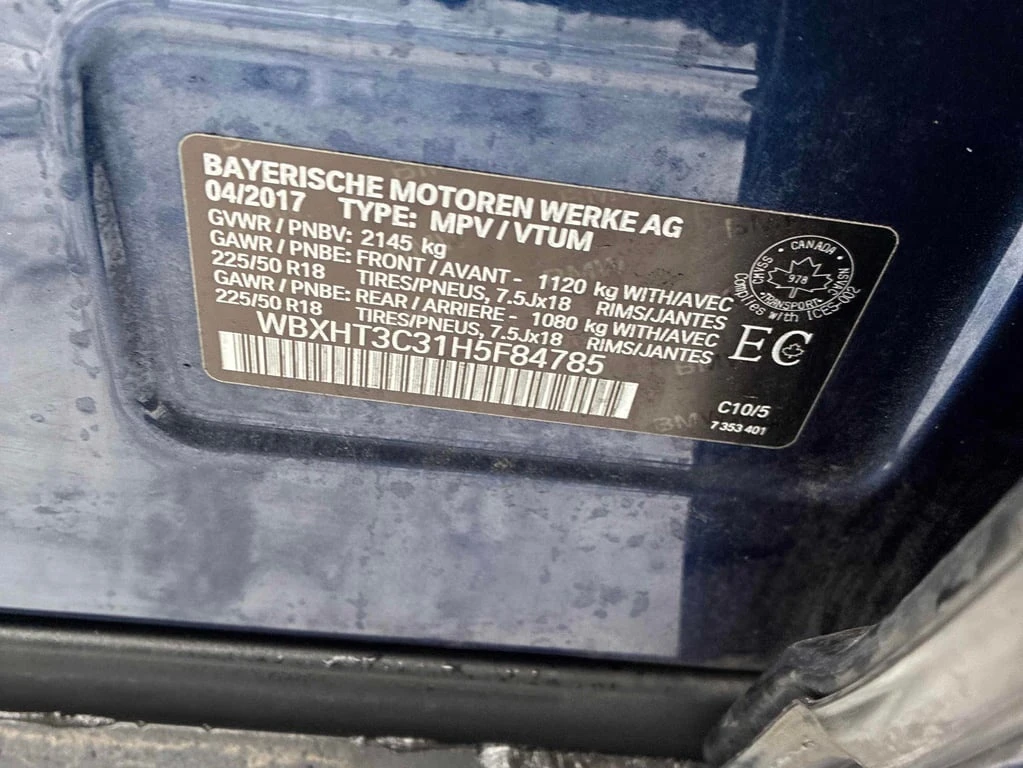 BAYERISCHE MOTOREN WERKE AG
04/2017 TYPE: MPV / VTUM
GVWR / PNBV: 2145 kg
GAWR / PNBE: FRONT / AVANT - 1120 kg WITH/AVEC
225/50 R18 TIRES/PNEUS, 7.5Jx18 RIMS/JANTES
GAWR / PNBE: REAR / ARRIERE - 1080 kg WITH/AVEC
225/50 R18 TIRES/PNEUS, 7.5Jx18 RIMS/JANTES
WBXHT3C31H5F84785
CANADA
CMVSS
NSVAC
978
TRANSPORT
Complies with ICES-002
EC
C10/5
7 353 401